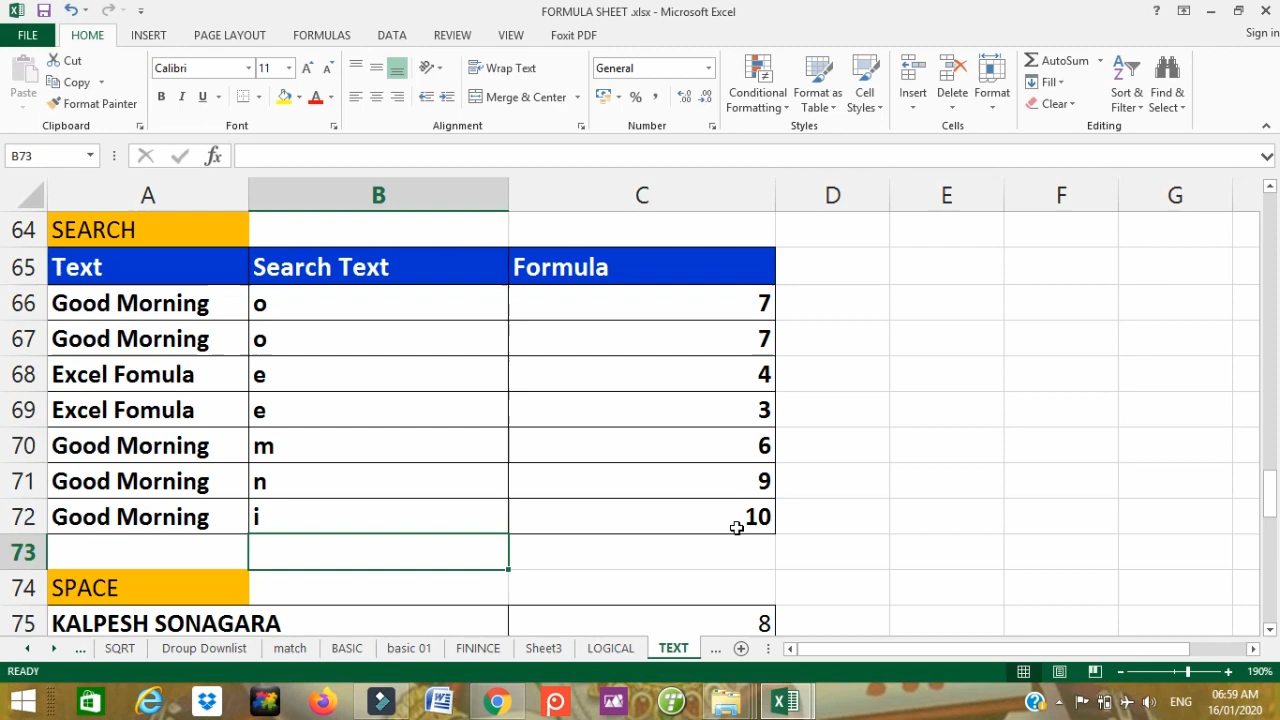 FORMULA SHEET .xlsx - Microsoft Excel
FILE HOME INSERT PAGE LAYOUT FORMULAS DATA REVIEW VIEW Foxit PDF Sign in
Paste Cut Copy Format Painter
Clipboard
Calibri 11
B I U A
Font
Wrap Text
Merge & Center
Alignment
General
%
Number
Conditional Formatting
Format as Table
Cell Styles
Styles
Insert Delete Format
Cells
AutoSum
Fill
Clear
Sort & Filter
Find & Select
Editing
B73 fx
A B C D E F G
64 SEARCH
65 Text Search Text Formula
66 Good Morning o 7
67 Good Morning o 7
68 Excel Fomula e 4
69 Excel Fomula e 3
70 Good Morning m 6
71 Good Morning n 9
72 Good Morning i 10
73
74 SPACE
75 KALPESH SONAGARA 8
... SQRT Droup Downlist match BASIC basic 01 FININCE Sheet3 LOGICAL TEXT ...
READY 190%
ENG 06:59 AM
16/01/2020